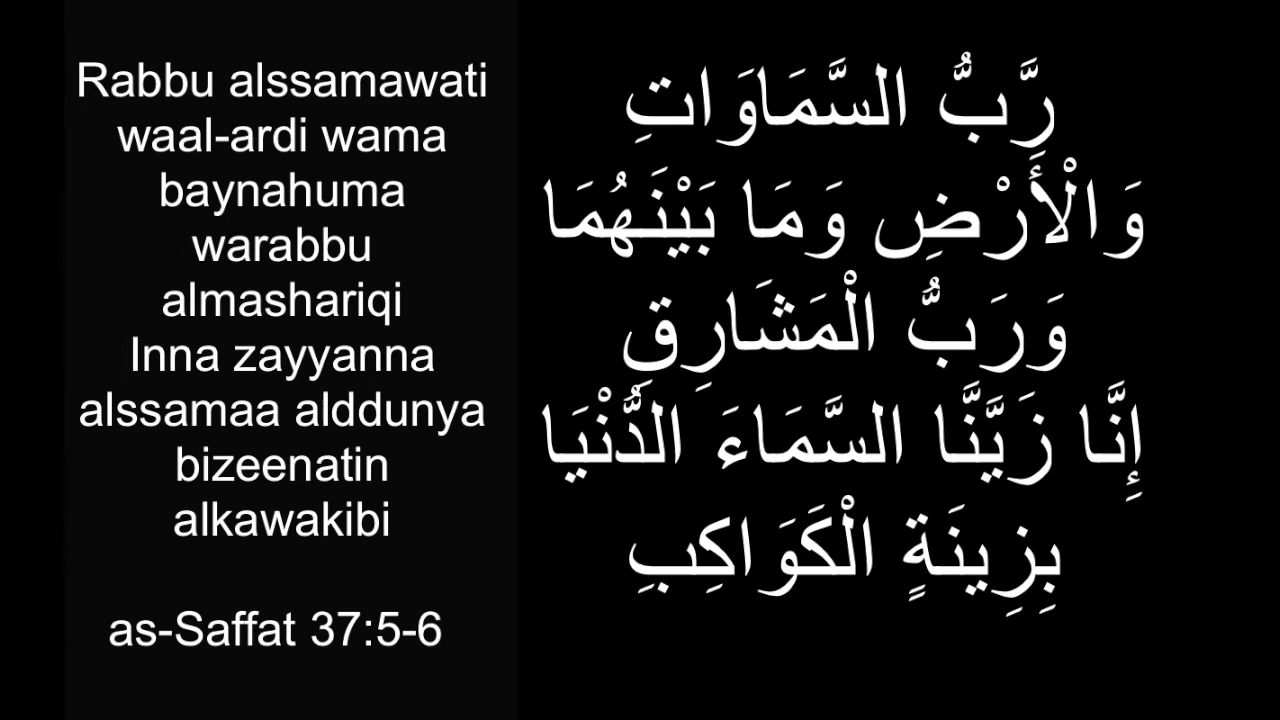 Rabbu alssamawati
waal-ardi wama
baynahuma
warabbu
almashariqi
Inna zayyanna
alssamaa alddunya
bizeenatin
alkawakibi
as-Saffat 37:5-6
رَّبُّ السَّمَاوَاتِ
وَالْأَرْضِ وَمَا بَيْنَهُمَا
وَرَبُّ الْمَشَارِقِ
إِنَّا زَيَّنَّا السَّمَاءَ الدُّنْيَا
بِزِينَةٍ الْكَوَاكِبِ